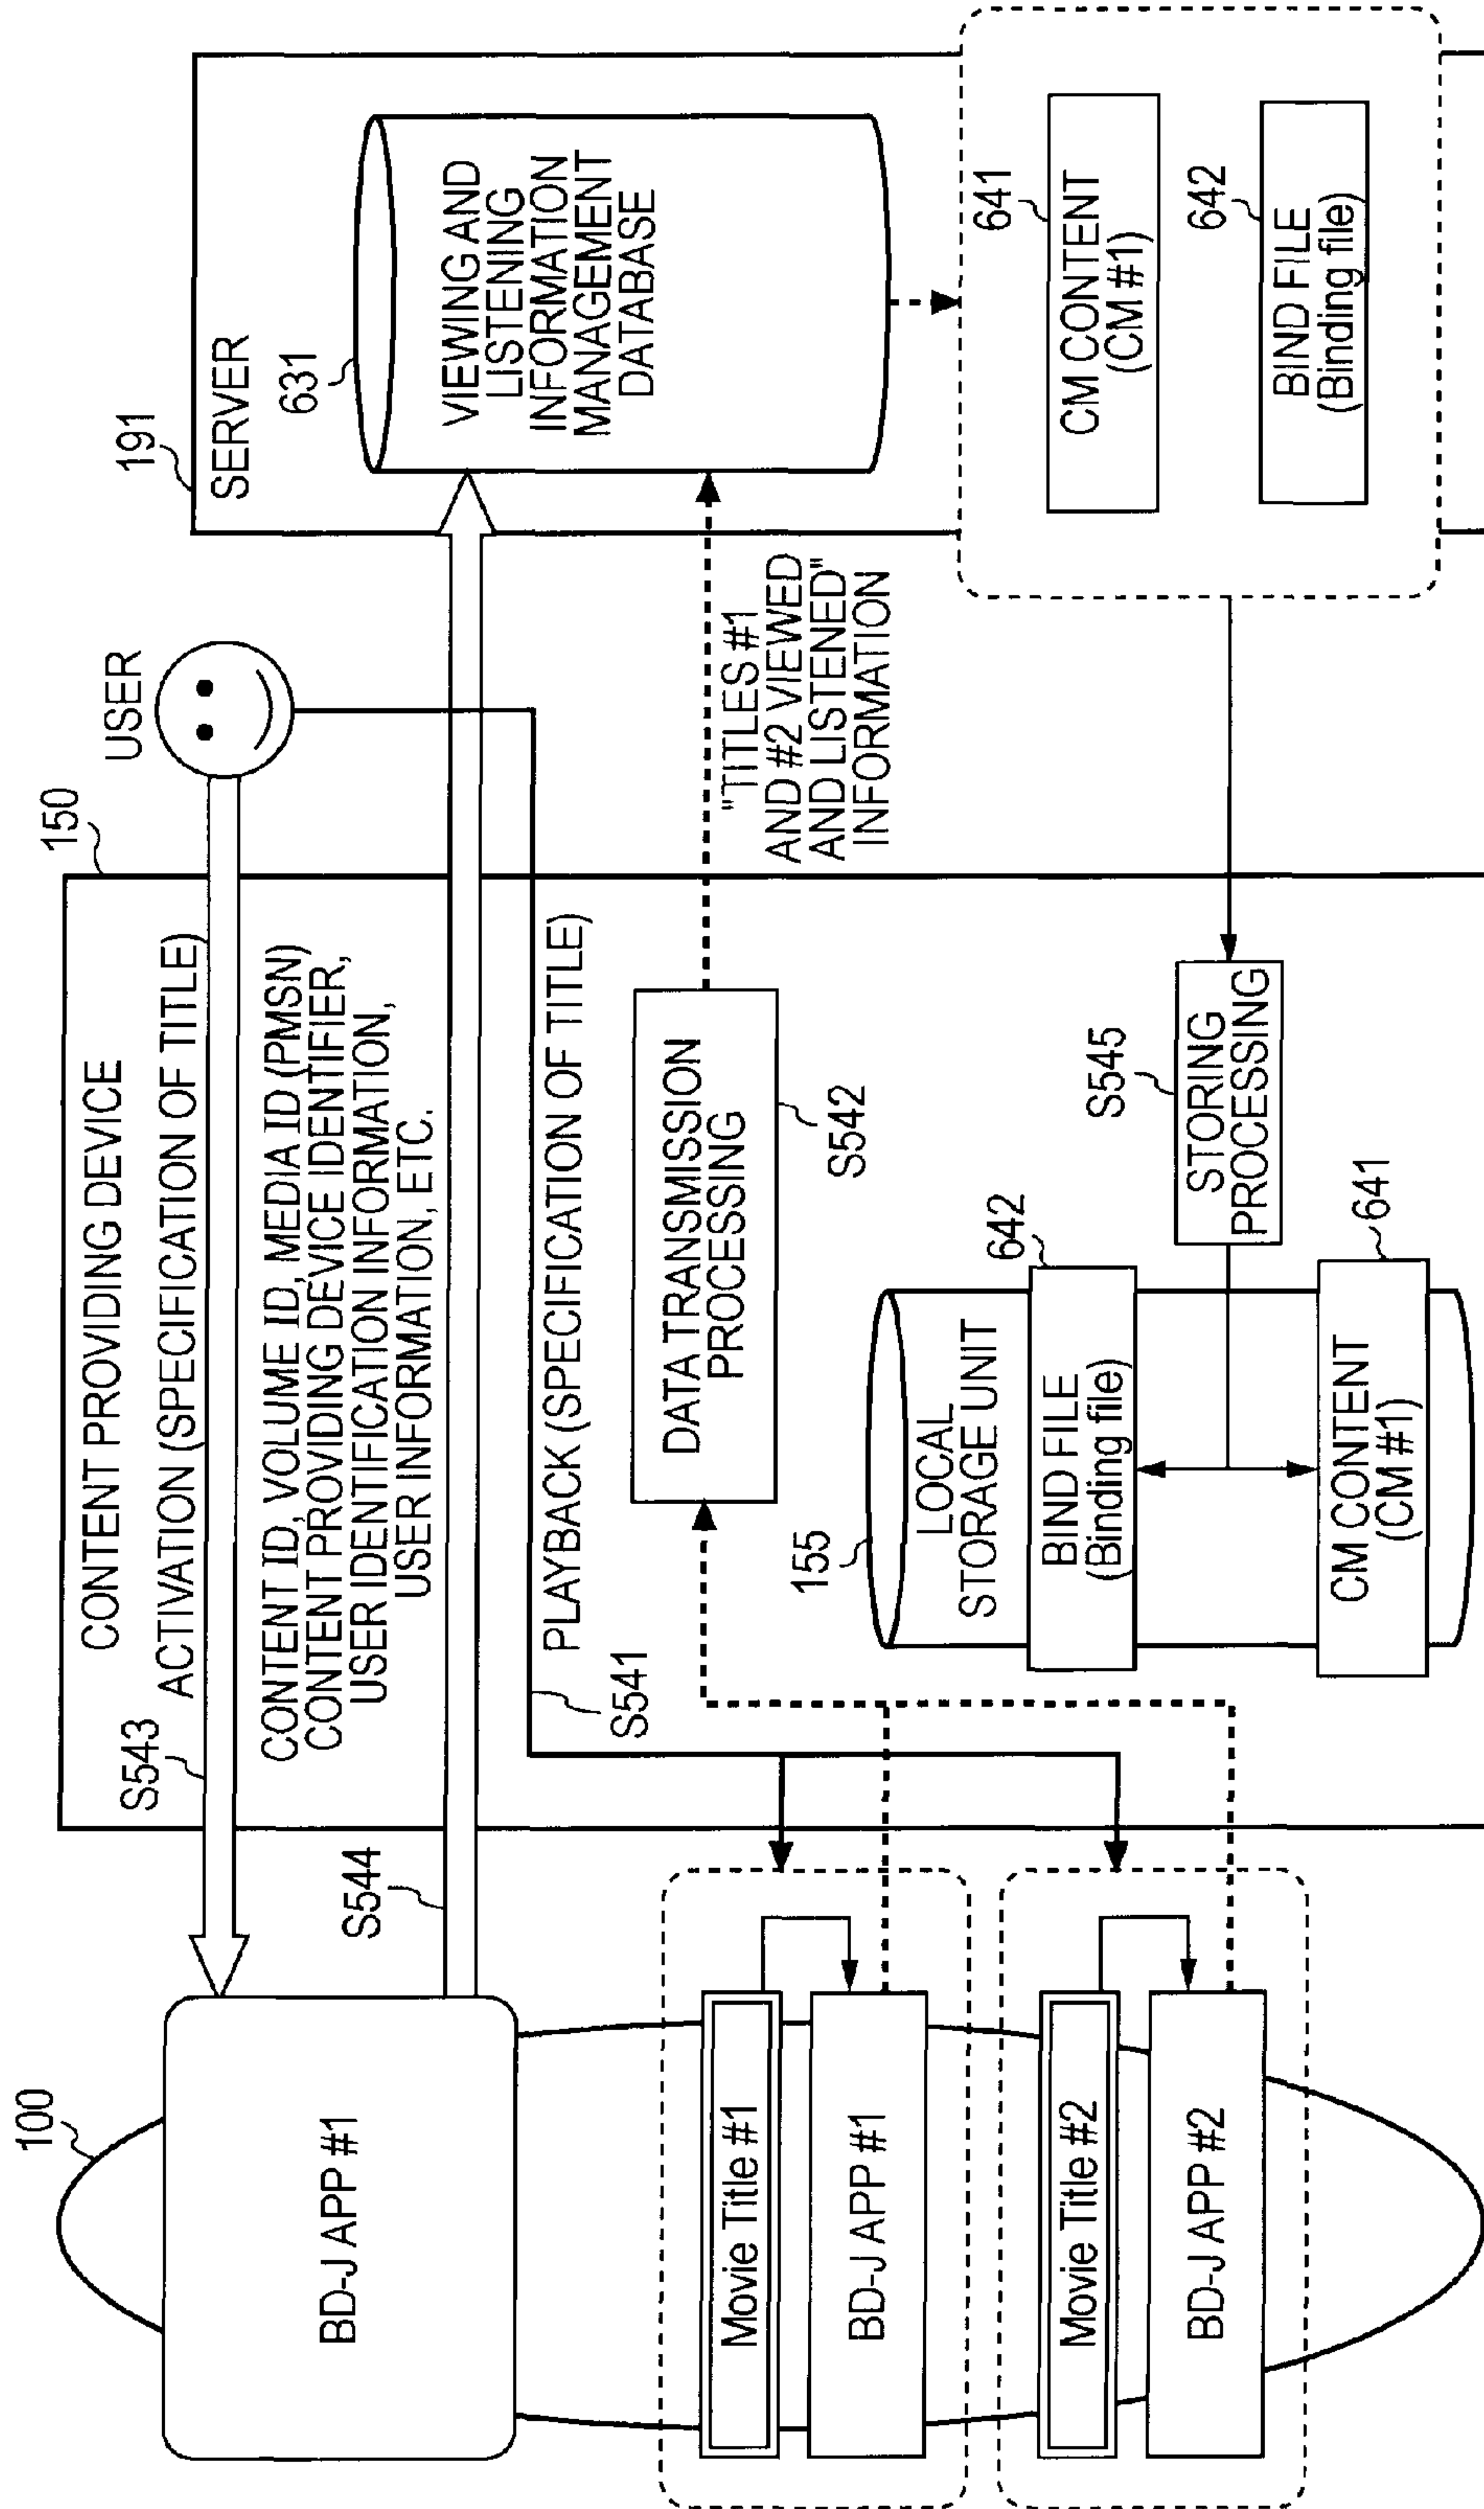 100
BD-J APP #1
Movie Title #1
BD-J APP #1
Movie Title #2
BD-J APP #2
150
CONTENT PROVIDING DEVICE
S543
ACTIVATION (SPECIFICATION OF TITLE)
S544
CONTENT ID, VOLUME ID, MEDIA ID (PMSN)
CONTENT PROVIDING DEVICE IDENTIFIER,
USER IDENTIFICATION INFORMATION,
USER INFORMATION, ETC.
S541
PLAYBACK (SPECIFICATION OF TITLE)
DATA TRANSMISSION
PROCESSING
S542
155
LOCAL
STORAGE UNIT
642
BIND FILE
(Binding file)
641
CM CONTENT
(CM #1)
S545
STORING
PROCESSING
USER
"TITLES #1
AND #2 VIEWED
AND LISTENED"
INFORMATION
191
SERVER
631
VIEWING AND
LISTENING
INFORMATION
MANAGEMENT
DATABASE
641
CM CONTENT
(CM #1)
642
BIND FILE
(Binding file)